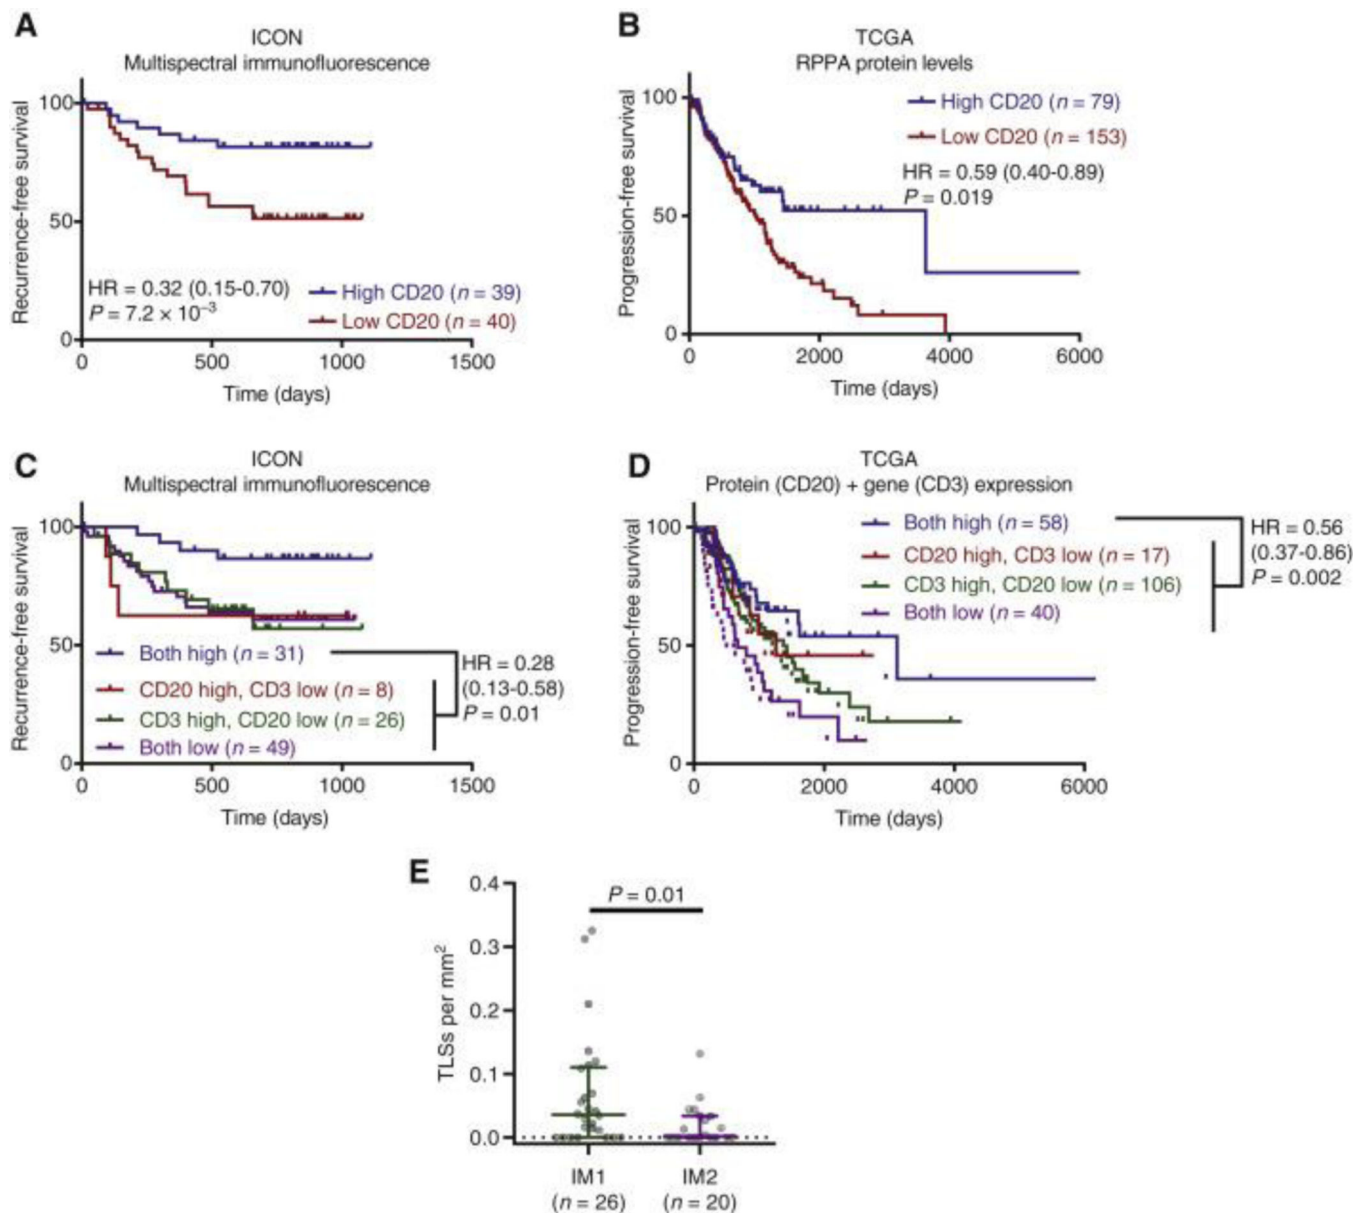 A
ICON
Multispectral immunofluorescence
Recurrence-free survival
100
50
0
HR = 0.32 (0.15-0.70)
P = 7.2 × 10⁻³
High CD20 (n = 39)
Low CD20 (n = 40)
0 500 1000 1500
Time (days)
B
TCGA
RPPA protein levels
Progression-free survival
100
50
0
High CD20 (n = 79)
Low CD20 (n = 153)
HR = 0.59 (0.40-0.89)
P = 0.019
0 2000 4000 6000
Time (days)
C
ICON
Multispectral immunofluorescence
Recurrence-free survival
100
50
0
Both high (n = 31)
CD20 high, CD3 low (n = 8)
CD3 high, CD20 low (n = 26)
Both low (n = 49)
HR = 0.28
(0.13-0.58)
P = 0.01
0 500 1000 1500
Time (days)
D
TCGA
Protein (CD20) + gene (CD3) expression
Progression-free survival
100
50
0
Both high (n = 58)
CD20 high, CD3 low (n = 17)
CD3 high, CD20 low (n = 106)
Both low (n = 40)
HR = 0.56
(0.37-0.86)
P = 0.002
0 2000 4000 6000
Time (days)
E
TLSs per mm²
0.4
0.3
0.2
0.1
0.0
P = 0.01
IM1 IM2
(n = 26) (n = 20)